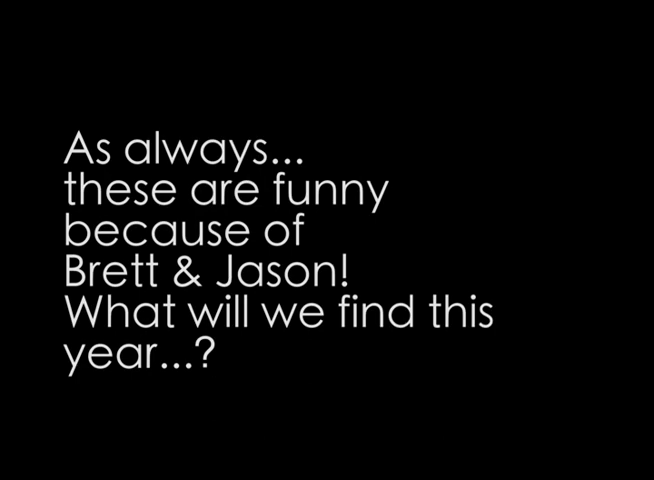 As always...
these are funny
because of
Brett & Jason!
What will we find this
year...?